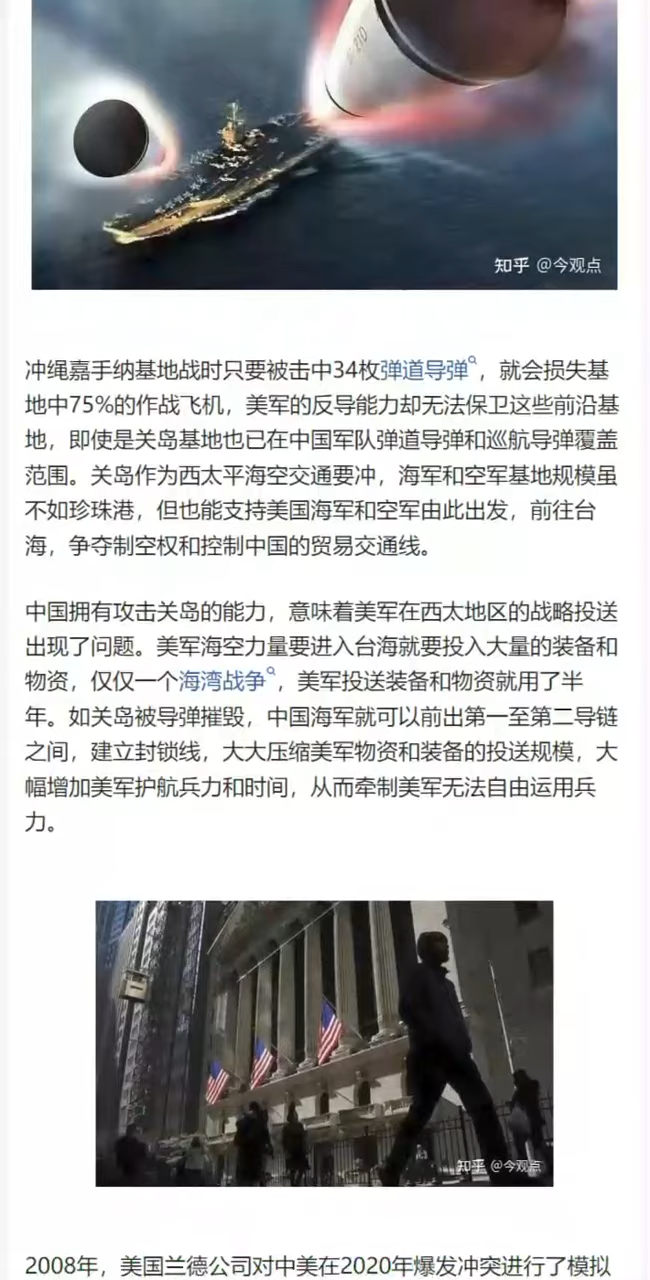 知乎 @今观点
冲绳嘉手纳基地战时只要被击中34枚弹道导弹，就会损失基
地中75%的作战飞机，美军的反导能力却无法保卫这些前沿基
地，即使是关岛基地也已在中国军队弹道导弹和巡航导弹覆盖
范围。关岛作为西太平海空交通要冲，海军和空军基地规模虽
不如珍珠港，但也能支持美国海军和空军由此出发，前往台
海，争夺制空权和控制中国的贸易交通线。
中国拥有攻击关岛的能力，意味着美军在西太地区的战略投送
出现了问题。美军海空力量要进入台海就要投入大量的装备和
物资，仅仅一个海湾战争，美军投送装备和物资就用了半
年。如关岛被导弹摧毁，中国海军就可以前出第一至第二导链
之间，建立封锁线，大大压缩美军物资和装备的投送规模，大
幅增加美军护航兵力和时间，从而牵制美军无法自由运用兵
力。
知乎 @今观点
2008年，美国兰德公司对中美在2020年爆发冲突进行了模拟